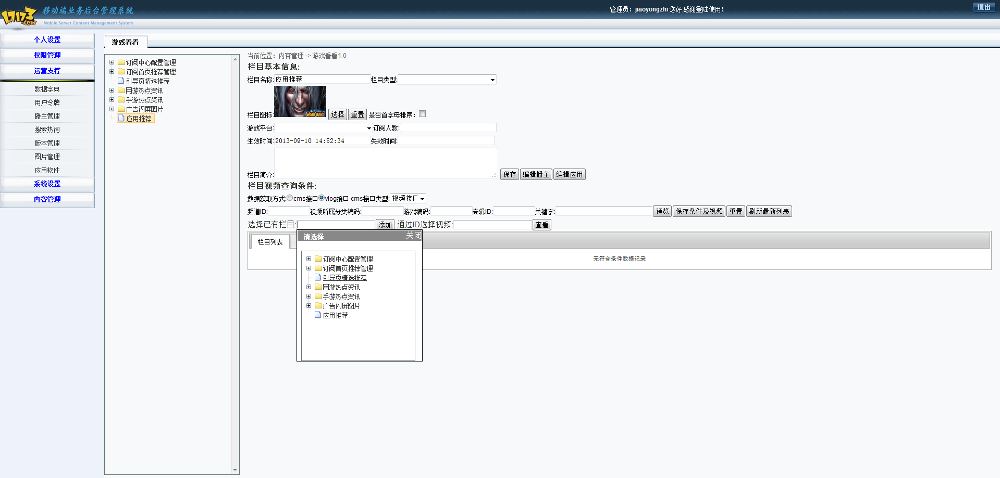 17173.COM
移动端业务后台管理系统
Mobile Server Content Management System
管理员：jiaoyongzhi 您好,感谢登陆使用！
退出
个人设置
权限管理
运营支撑
数据字典
用户令牌
播主管理
搜索热词
版本管理
图片管理
应用软件
系统设置
内容管理
游戏看看
订阅中心配置管理
订阅首页推荐管理
引导页精选推荐
网游热点资讯
手游热点资讯
广告闪屏图片
应用推荐
当前位置：内容管理 -> 游戏看看1.0
栏目基本信息:
栏目名称:应用推荐 栏目类型:
WARCRAFT
栏目图标: 选择 重置 是否首字母排序：
游戏平台: 订阅人数:
生效时间:2013-09-10 14:52:34 失效时间:
栏目简介: 保存 编辑播主 编辑应用
栏目视频查询条件:
数据获取方式: cms接口 vlog接口 cms接口类型: 视频接口
频道ID: 视频所属分类编码: 游戏编码: 专辑ID: 关键字: 预览 保存条件及视频 重置 刷新最新列表
选择已有栏目: 添加 通过ID选择视频: 查看
请选择 关闭
栏目列表
无符合条件数据记录
订阅中心配置管理
订阅首页推荐管理
引导页精选推荐
网游热点资讯
手游热点资讯
广告闪屏图片
应用推荐